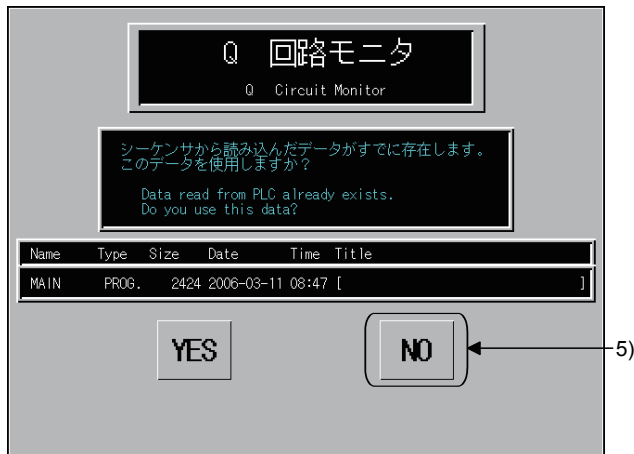 Q 回路モニタ
Q Circuit Monitor
シーケンサから読み込んだデータがすでに存在します。
このデータを使用しますか？
Data read from PLC already exists.
Do you use this data?
Name Type Size Date Time Title
MAIN PROG. 2424 2006-03-11 08:47 [ ]
YES NO 5)